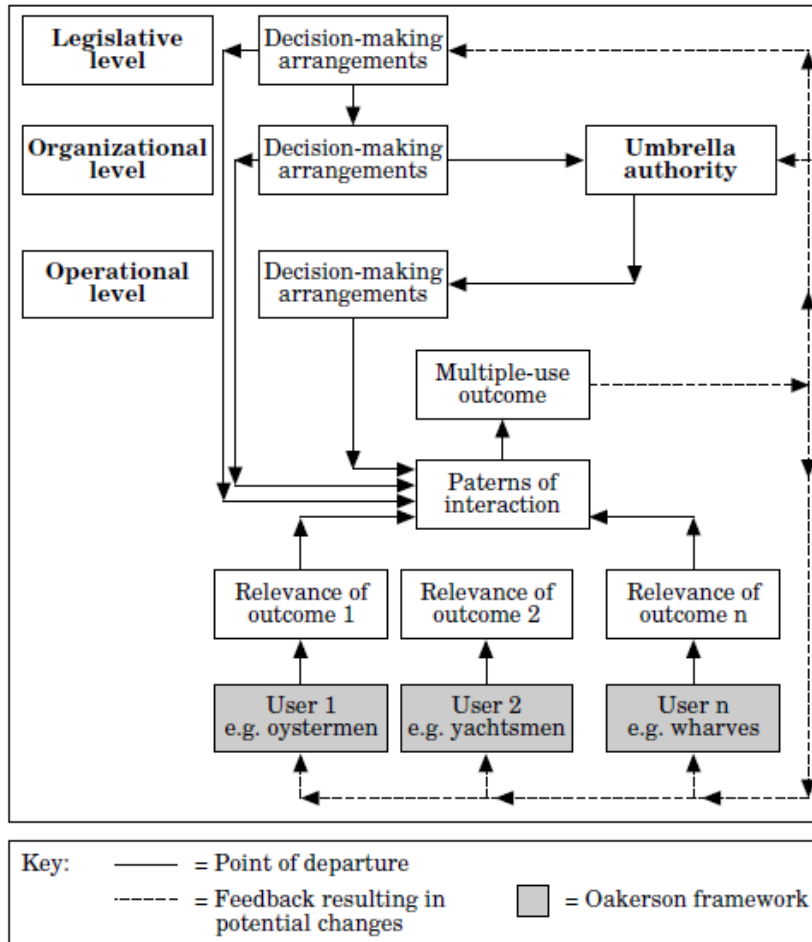 Legislative
level
Decision-making
arrangements
Organizational
level
Decision-making
arrangements
Umbrella
authority
Operational
level
Decision-making
arrangements
Multiple-use
outcome
Paterns of
interaction
Relevance of
outcome 1
Relevance of
outcome 2
Relevance of
outcome n
User 1
e.g. oystermen
User 2
e.g. yachtsmen
User n
e.g. wharves
Key:
= Point of departure
= Feedback resulting in
potential changes
= Oakerson framework